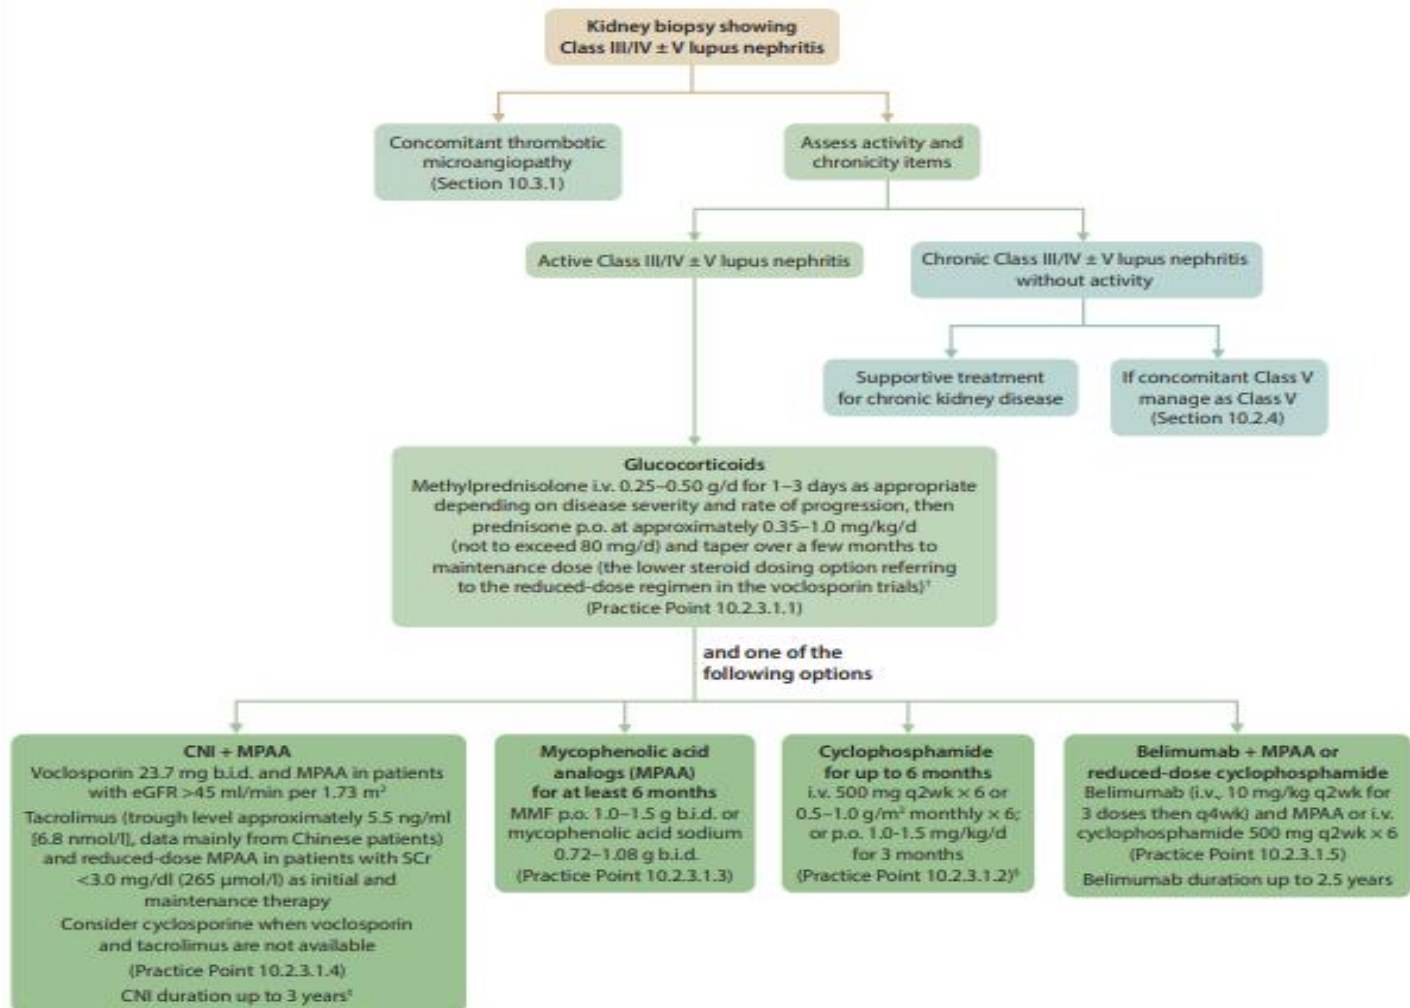 Kidney biopsy showing
Class III/IV ± V lupus nephritis
Concomitant thrombotic
microangiopathy
(Section 10.3.1)
Assess activity and
chronicity items
Active Class III/IV ± V lupus nephritis
Chronic Class III/IV ± V lupus nephritis
without activity
Supportive treatment
for chronic kidney disease
If concomitant Class V
manage as Class V
(Section 10.2.4)
Glucocorticoids
Methylprednisolone i.v. 0.25–0.50 g/d for 1–3 days as appropriate
depending on disease severity and rate of progression, then
prednisone p.o. at approximately 0.35–1.0 mg/kg/d
(not to exceed 80 mg/d) and taper over a few months to
maintenance dose (the lower steroid dosing option referring
to the reduced-dose regimen in the voclosporin trials)†
(Practice Point 10.2.3.1.1)
and one of the
following options
CNI + MPAA
Voclosporin 23.7 mg b.i.d. and MPAA in patients
with eGFR >45 ml/min per 1.73 m²
Tacrolimus (trough level approximately 5.5 ng/ml
[6.8 nmol/l], data mainly from Chinese patients)
and reduced-dose MPAA in patients with SCr
<3.0 mg/dl (265 µmol/l) as initial and
maintenance therapy
Consider cyclosporine when voclosporin
and tacrolimus are not available
(Practice Point 10.2.3.1.4)
CNI duration up to 3 years
Mycophenolic acid
analogs (MPAA)
for at least 6 months
MMF p.o. 1.0–1.5 g b.i.d. or
mycophenolic acid sodium
0.72–1.08 g b.i.d.
(Practice Point 10.2.3.1.3)
Cyclophosphamide
for up to 6 months
i.v. 500 mg q2wk × 6 or
0.5–1.0 g/m² monthly × 6;
or p.o. 1.0-1.5 mg/kg/d
for 3 months
(Practice Point 10.2.3.1.2)
Belimumab + MPAA or
reduced-dose cyclophosphamide
Belimumab (i.v., 10 mg/kg q2wk for
3 doses then q4wk) and MPAA or i.v.
cyclophosphamide 500 mg q2wk × 6
(Practice Point 10.2.3.1.5)
Belimumab duration up to 2.5 years